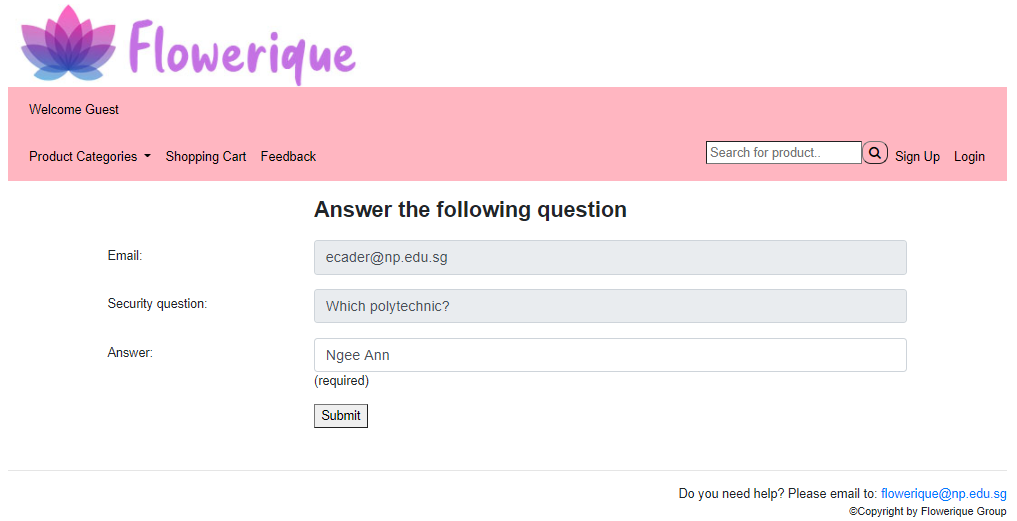 Flowerique
Welcome Guest
Product Categories Shopping Cart Feedback Search for product.. Sign Up Login
Answer the following question
Email: ecader@np.edu.sg
Security question: Which polytechnic?
Answer: Ngee Ann
(required)
Submit
Do you need help? Please email to: flowerique@np.edu.sg
©Copyright by Flowerique Group